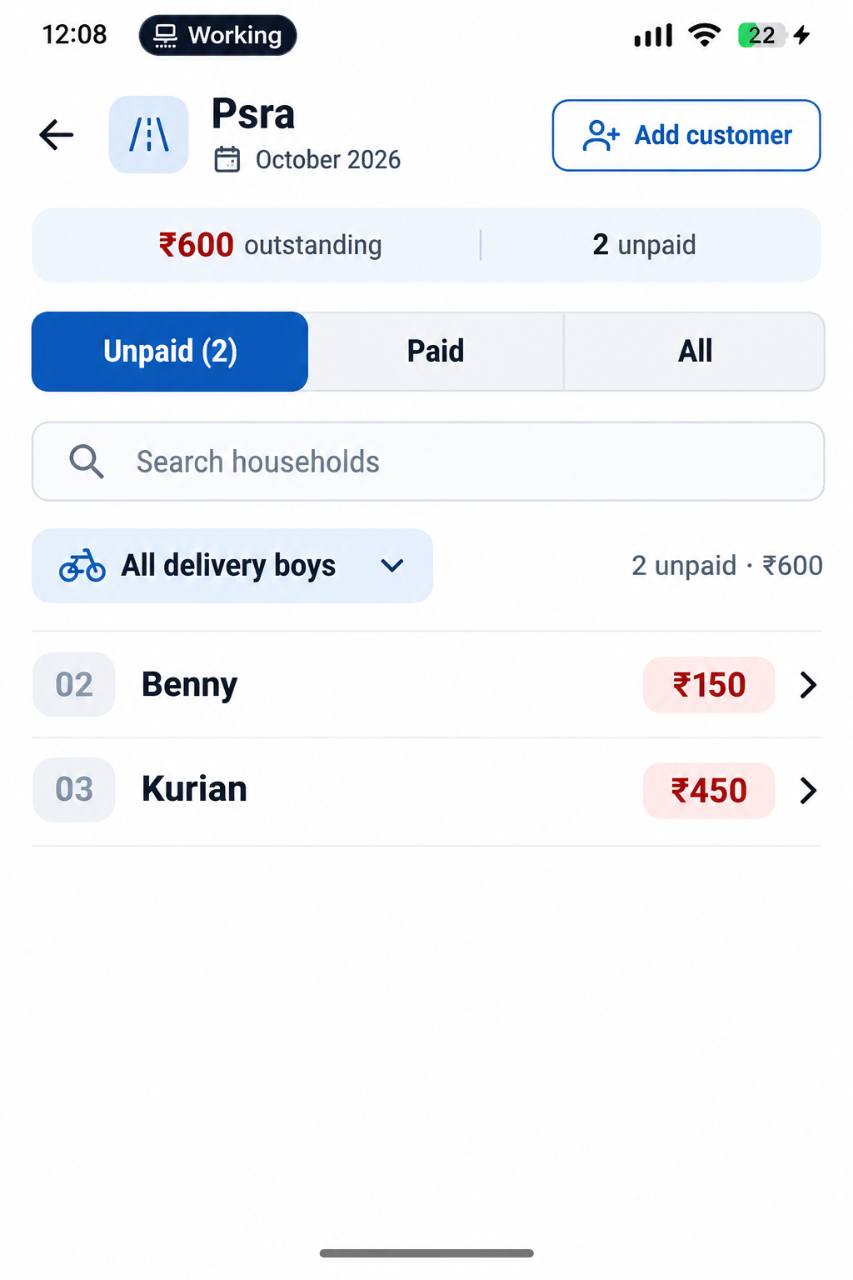 12:08 Working 22
Psra
October 2026
Add customer
₹600 outstanding 2 unpaid
Unpaid (2) Paid All
Search households
All delivery boys 2 unpaid · ₹600
02 Benny ₹150
03 Kurian ₹450